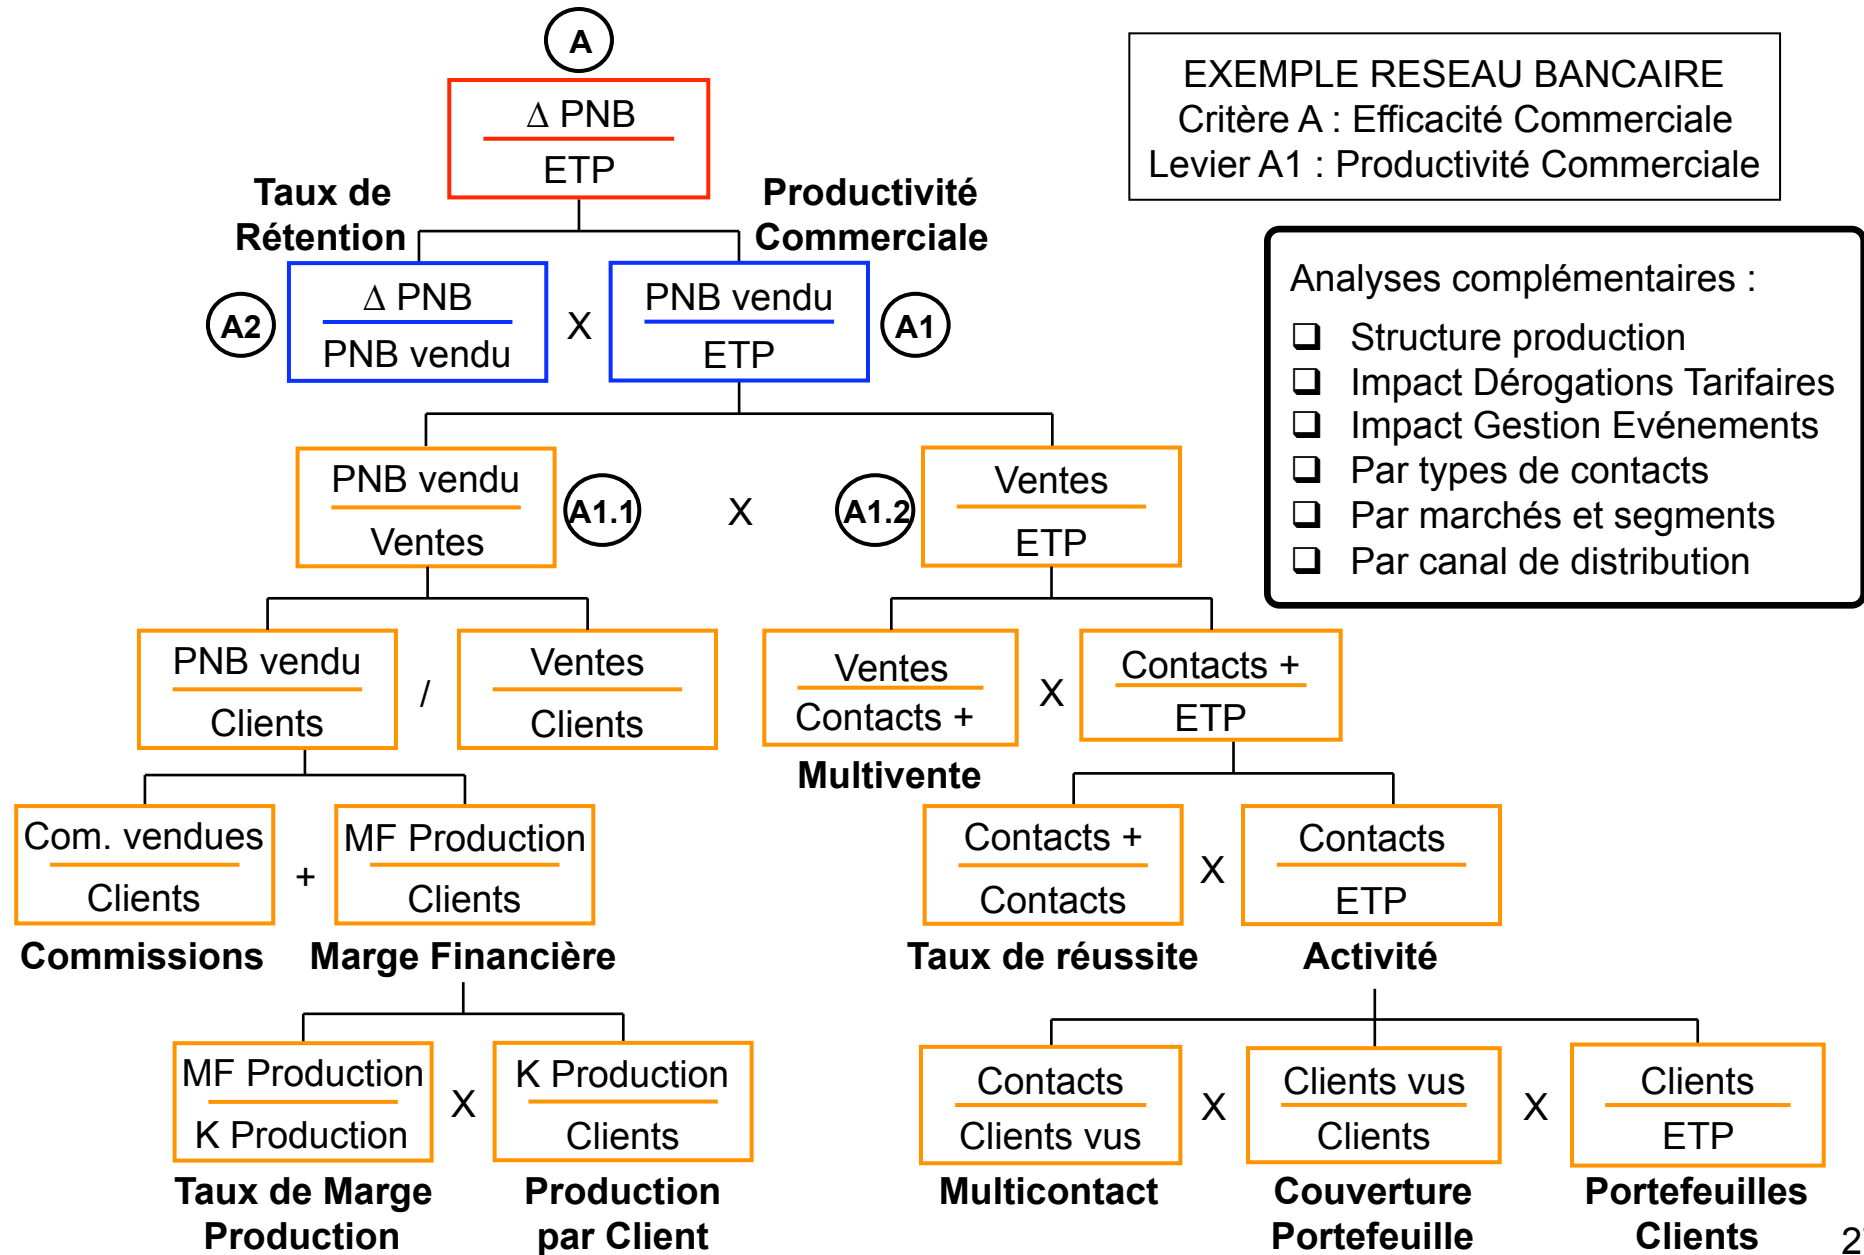 A
Δ PNB
ETP
EXEMPLE RESEAU BANCAIRE
Critère A : Efficacité Commerciale
Levier A1 : Productivité Commerciale
Taux de
Rétention
Productivité
Commerciale
A2
Δ PNB
PNB vendu
X
PNB vendu
ETP
A1
Analyses complémentaires :
❑ Structure production
❑ Impact Dérogations Tarifaires
❑ Impact Gestion Evénements
❑ Par types de contacts
❑ Par marchés et segments
❑ Par canal de distribution
PNB vendu
Ventes
A1.1
X
A1.2
Ventes
ETP
PNB vendu
Clients
/
Ventes
Clients
Ventes
Contacts +
X
Contacts +
ETP
Multivente
Com. vendues
Clients
+
MF Production
Clients
Contacts +
Contacts
X
Contacts
ETP
Commissions
Marge Financière
Taux de réussite
Activité
MF Production
K Production
X
K Production
Clients
Contacts
Clients vus
X
Clients vus
Clients
X
Clients
ETP
Taux de Marge
Production
Production
par Client
Multicontact
Couverture
Portefeuille
Portefeuilles
Clients